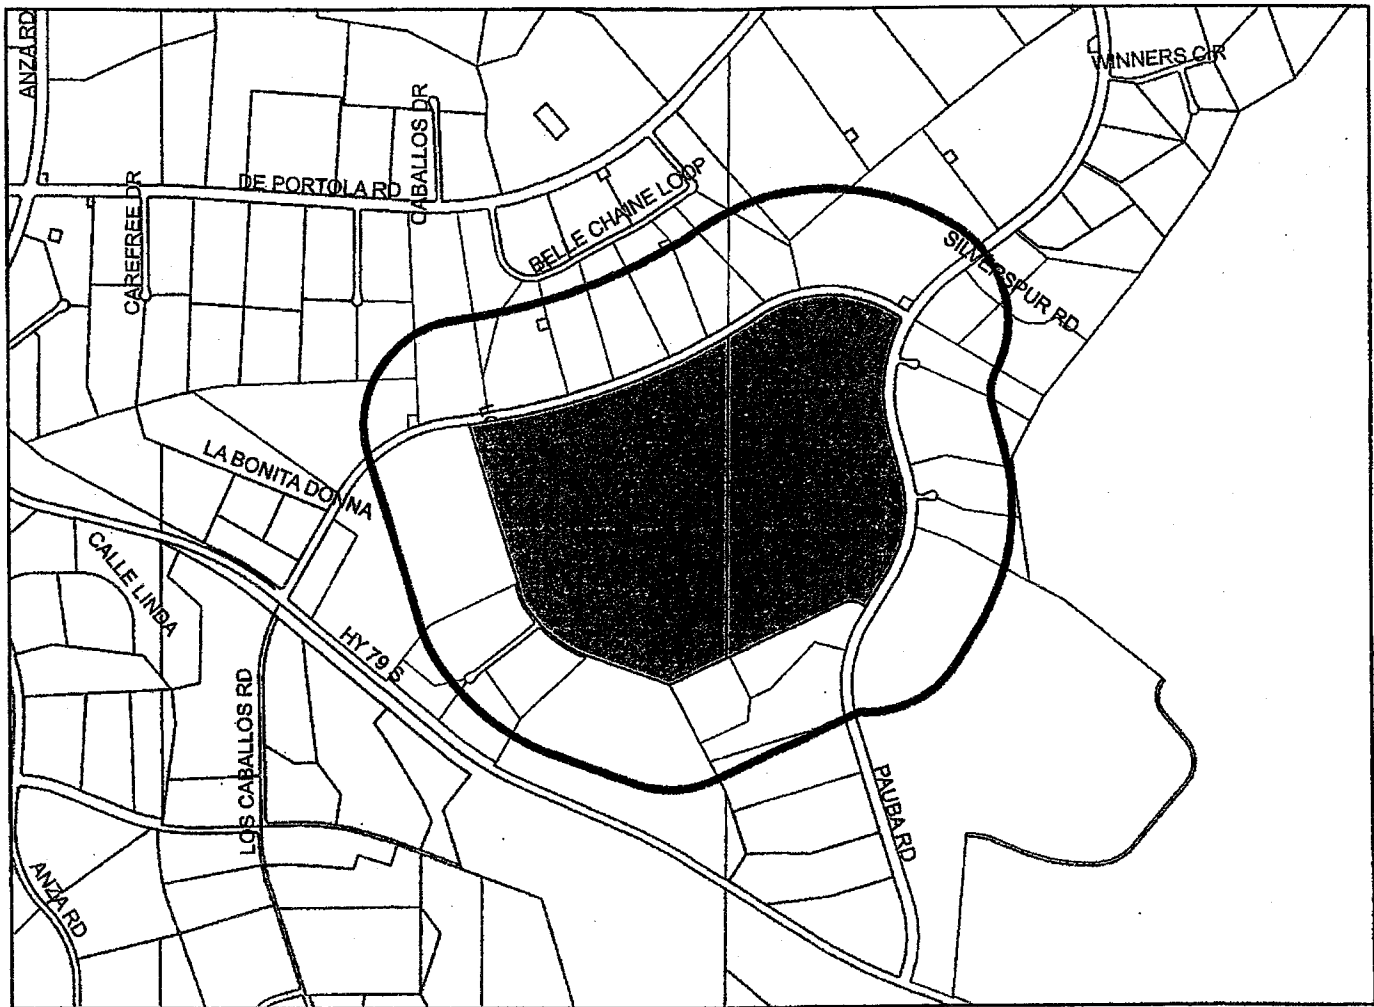 ANZA RD
WINNERS CIR
CABALLOS DR
DE PORTOLA RD
CAREFREE DR
BELLE CHAINE LOOP
SILVERSPUR RD
LA BONITA DONNA
CALLE LINDA
HY 79 S
LOS CABALLOS RD
PAUBA RD
ANZA RD